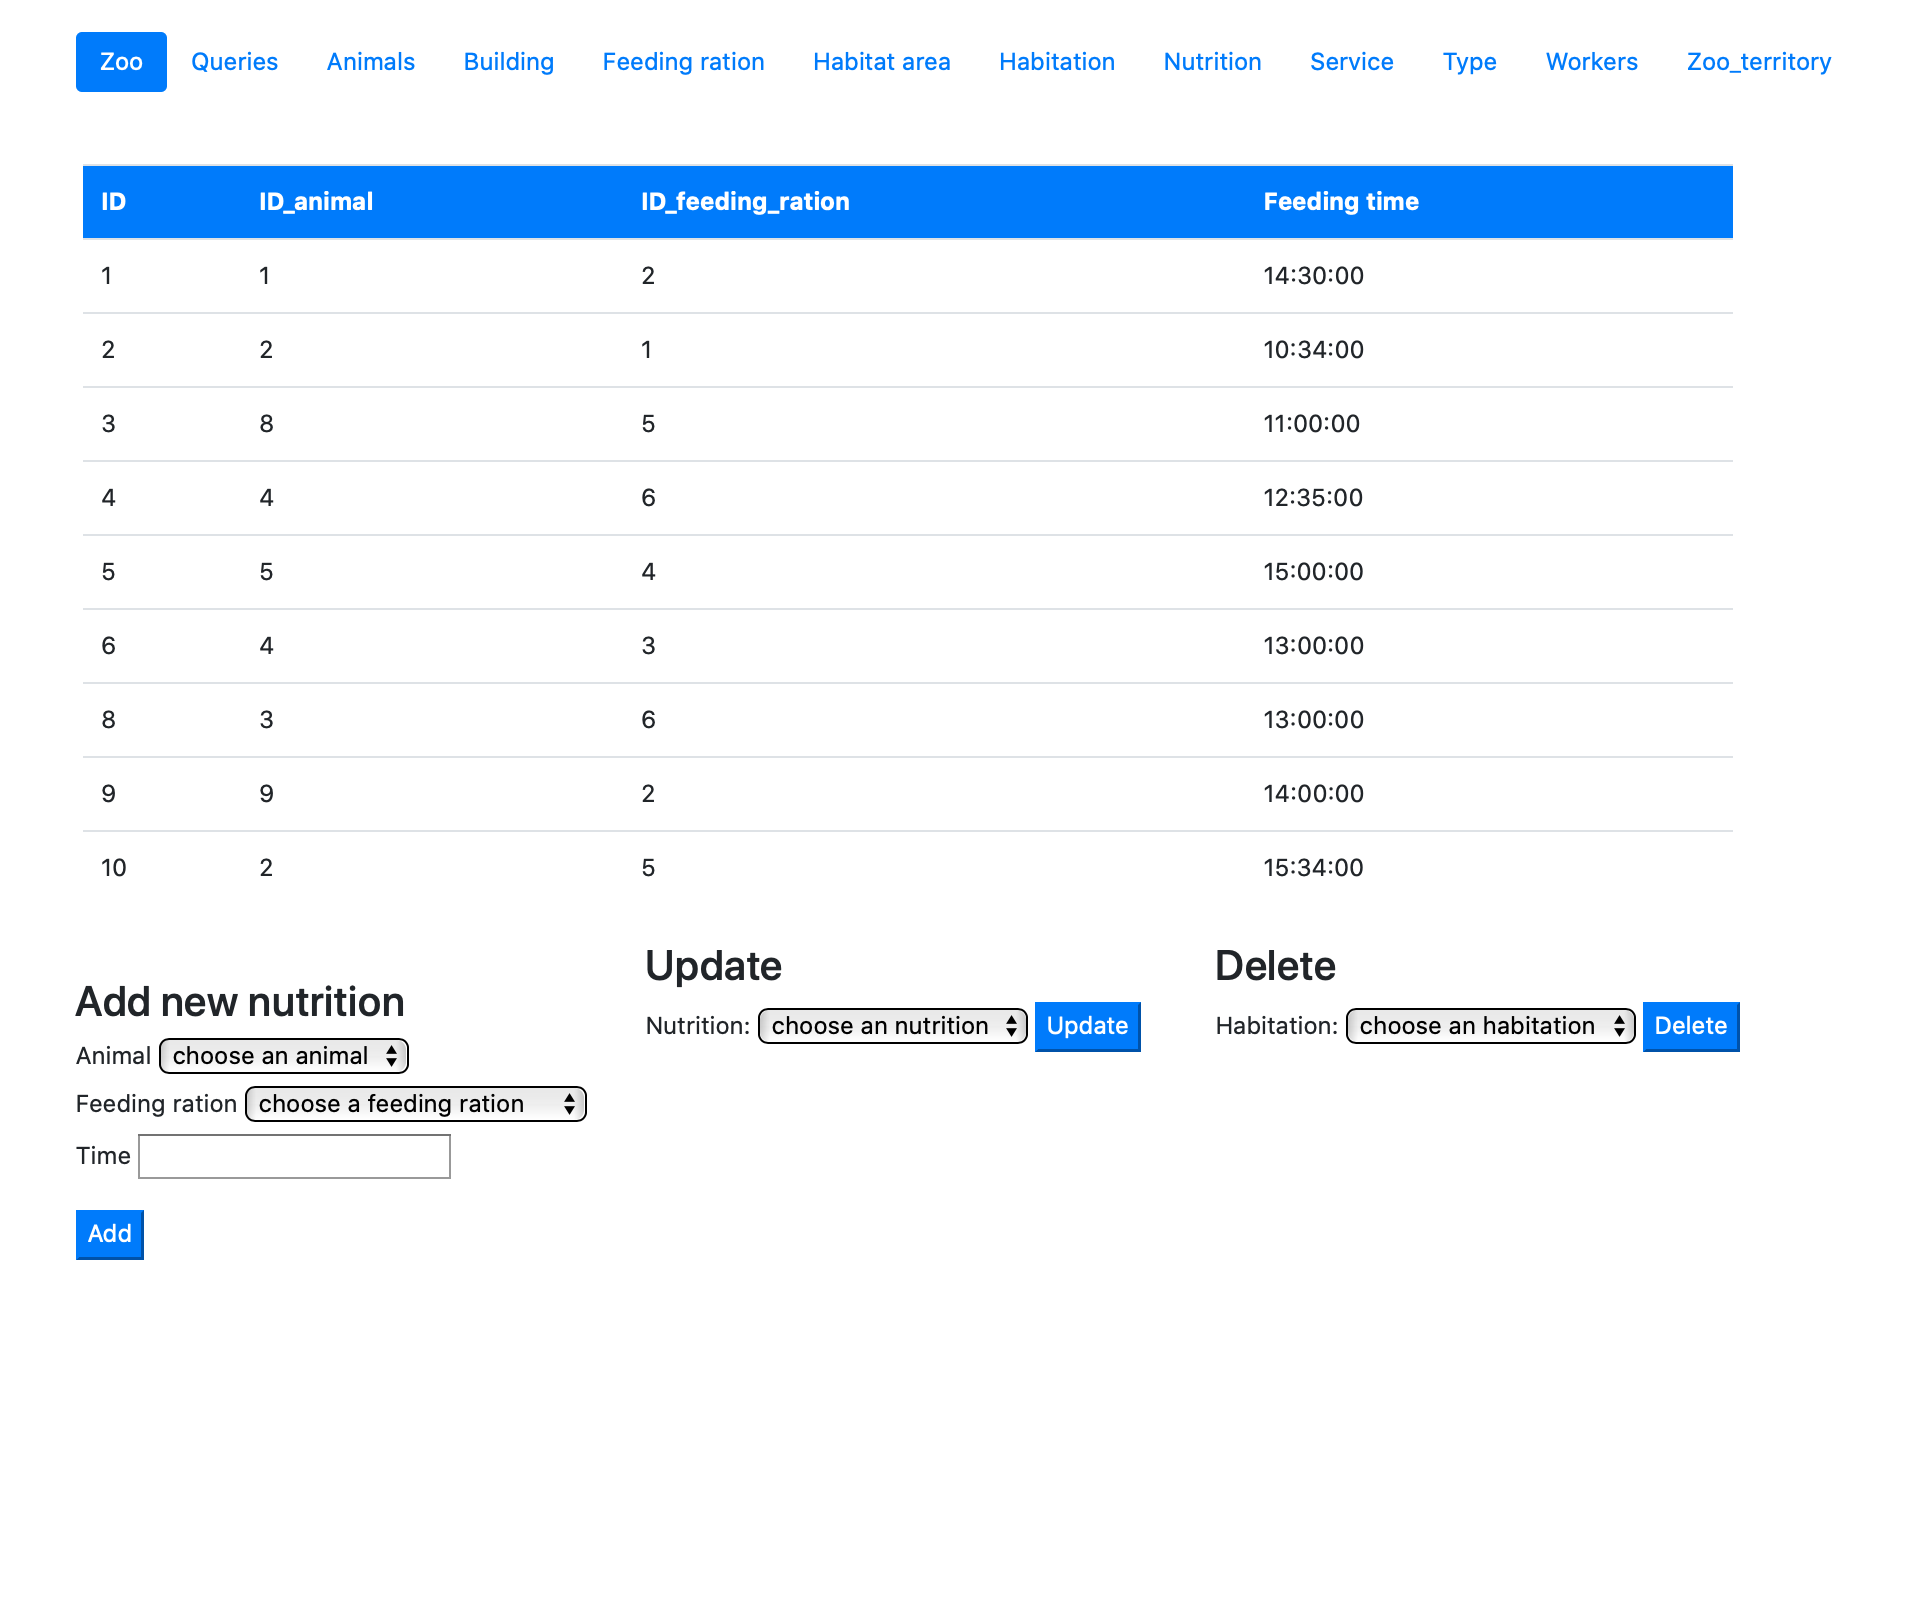 Zoo Queries Animals Building Feeding ration Habitat area Habitation Nutrition Service Type Workers Zoo_territory
ID ID_animal ID_feeding_ration Feeding time
1 1 2 14:30:00
2 2 1 10:34:00
3 8 5 11:00:00
4 4 6 12:35:00
5 5 4 15:00:00
6 4 3 13:00:00
8 3 6 13:00:00
9 9 2 14:00:00
10 2 5 15:34:00
Add new nutrition
Animal choose an animal
Feeding ration choose a feeding ration
Time
Add
Update
Nutrition: choose an nutrition Update
Delete
Habitation: choose an habitation Delete